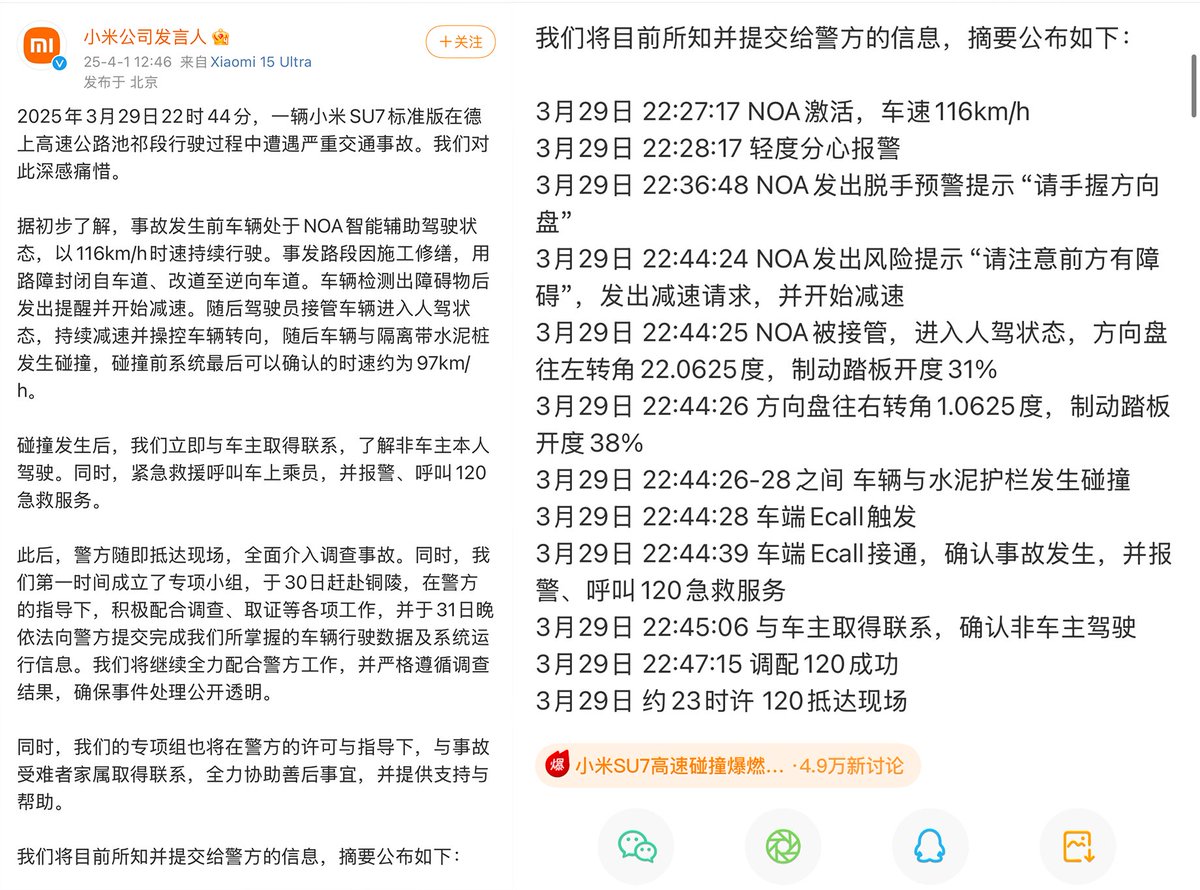 小米公司发言人
25-4-1 12:46 来自Xiaomi 15 Ultra
发布于 北京
+关注
2025年3月29日22时44分，一辆小米SU7标准版在德
上高速公路池祁段行驶过程中遭遇严重交通事故。我们对
此深感痛惜。
据初步了解，事故发生前车辆处于NOA智能辅助驾驶状
态，以116km/h时速持续行驶。事发路段因施工修缮，用
路障封闭自车道、改道至逆向车道。车辆检测出障碍物后
发出提醒并开始减速。随后驾驶员接管车辆进入人驾状
态，持续减速并操控车辆转向，随后车辆与隔离带水泥桩
发生碰撞，碰撞前系统最后可以确认的时速约为97km/
h。
碰撞发生后，我们立即与车主取得联系，了解非车主本人
驾驶。同时，紧急救援呼叫车上乘员，并报警、呼叫120
急救服务。
此后，警方随即抵达现场，全面介入调查事故。同时，我
们第一时间成立了专项小组，于30日赶赴铜陵，在警方
的指导下，积极配合调查、取证等各项工作，并于31日晚
依法向警方提交完成我们所掌握的车辆行驶数据及系统运
行信息。我们将继续全力配合警方工作，并严格遵循调查
结果，确保事件处理公开透明。
同时，我们的专项组也将在警方的许可与指导下，与事故
受难者家属取得联系，全力协助善后事宜，并提供支持与
帮助。
我们将目前所知并提交给警方的信息，摘要公布如下：
我们将目前所知并提交给警方的信息，摘要公布如下：
3月29日 22:27:17 NOA激活，车速116km/h
3月29日 22:28:17 轻度分心报警
3月29日 22:36:48 NOA发出脱手预警提示“请手握方向
盘”
3月29日 22:44:24 NOA发出风险提示“请注意前方有障
碍”，发出减速请求，并开始减速
3月29日 22:44:25 NOA被接管，进入人驾状态，方向盘
往左转角22.0625度，制动踏板开度31%
3月29日 22:44:26 方向盘往右转角1.0625度，制动踏板
开度38%
3月29日 22:44:26-28之间 车辆与水泥护栏发生碰撞
3月29日 22:44:28 车端Ecall触发
3月29日 22:44:39 车端Ecall接通，确认事故发生，并报
警、呼叫120急救服务
3月29日 22:45:06 与车主取得联系，确认非车主驾驶
3月29日 22:47:15 调配120成功
3月29日 约23时许 120抵达现场
爆 小米SU7高速碰撞爆燃... ·4.9万新讨论